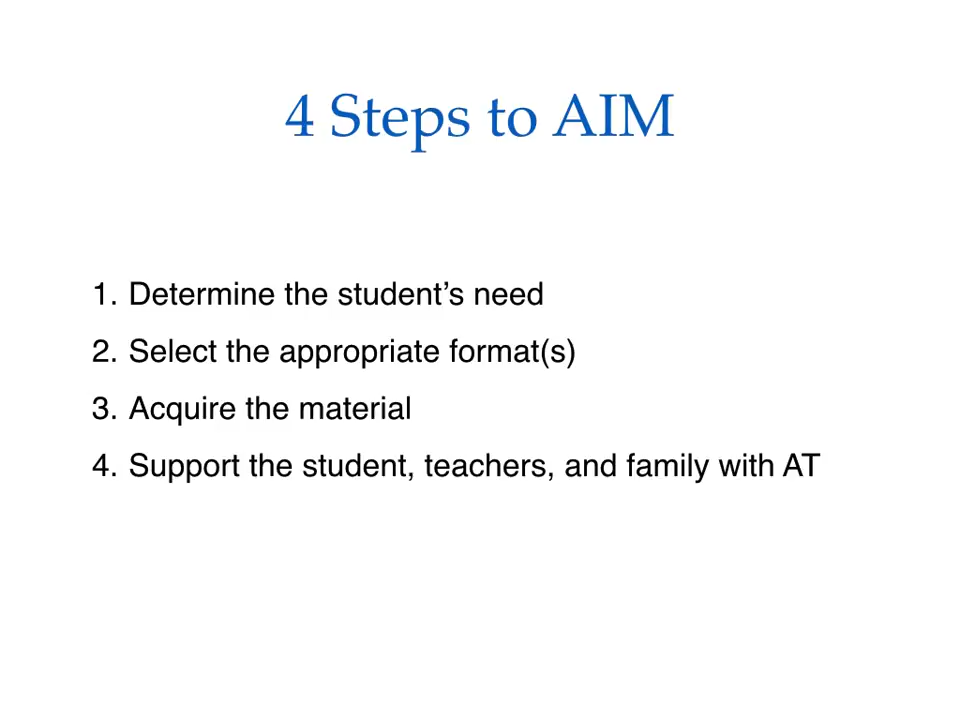 4 Steps to AIM
1. Determine the student’s need
2. Select the appropriate format(s)
3. Acquire the material
4. Support the student, teachers, and family with AT